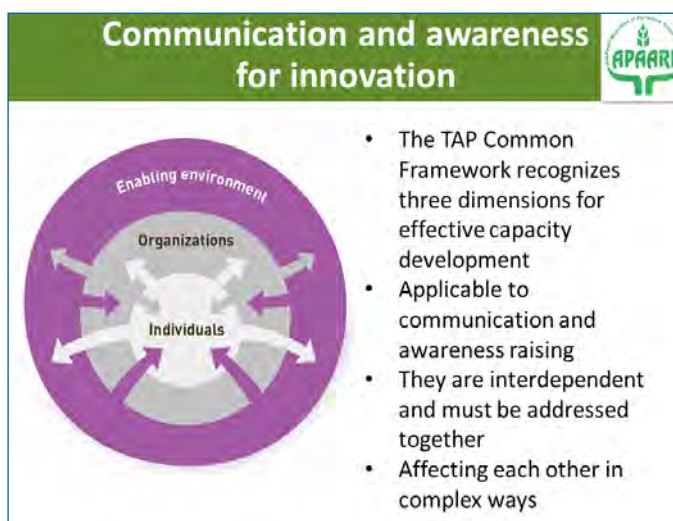 Communication and awareness
for innovation
APAARI
Enabling environment
Organizations
Individuals
• The TAP Common
Framework recognizes
three dimensions for
effective capacity
development
• Applicable to
communication and
awareness raising
• They are interdependent
and must be addressed
together
• Affecting each other in
complex ways